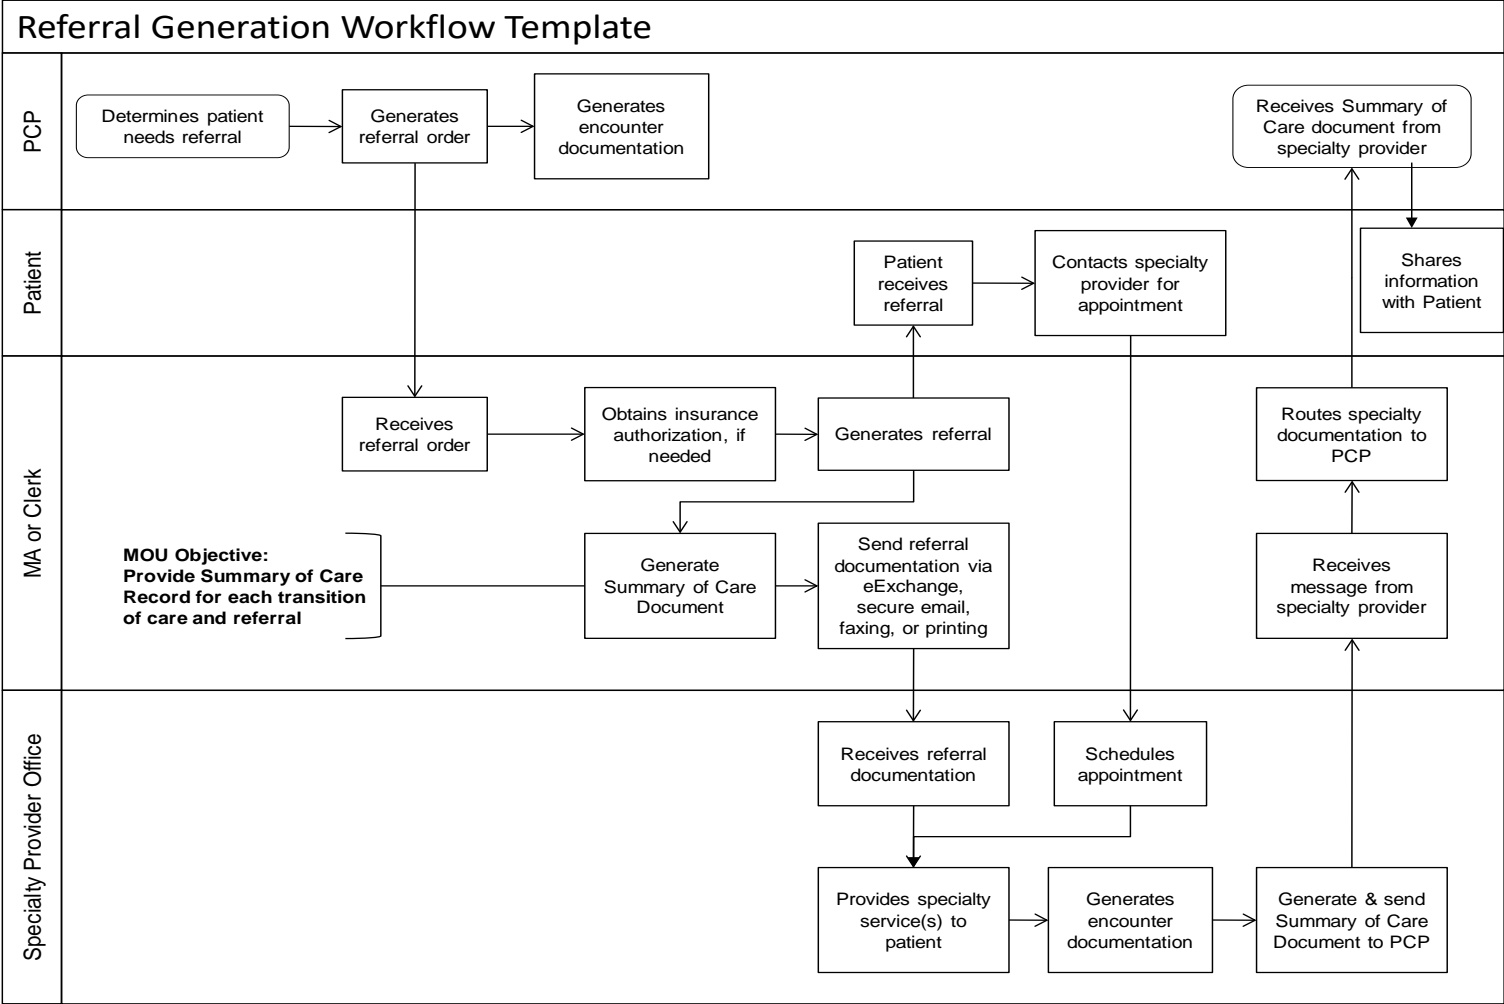 Referral Generation Workflow Template
PCP
Determines patient
needs referral
Generates
referral order
Generates
encounter
documentation
Receives Summary of
Care document from
specialty provider
Patient
Patient
receives
referral
Contacts specialty
provider for
appointment
Shares
information
with Patient
MA or Clerk
Receives
referral order
Obtains insurance
authorization, if
needed
Generates referral
Routes specialty
documentation to
PCP
MOU Objective:
Provide Summary of Care
Record for each transition
of care and referral
Generate
Summary of Care
Document
Send referral
documentation via
eExchange,
secure email,
faxing, or printing
Receives
message from
specialty provider
Specialty Provider Office
Receives referral
documentation
Schedules
appointment
Provides specialty
service(s) to
patient
Generates
encounter
documentation
Generate & send
Summary of Care
Document to PCP